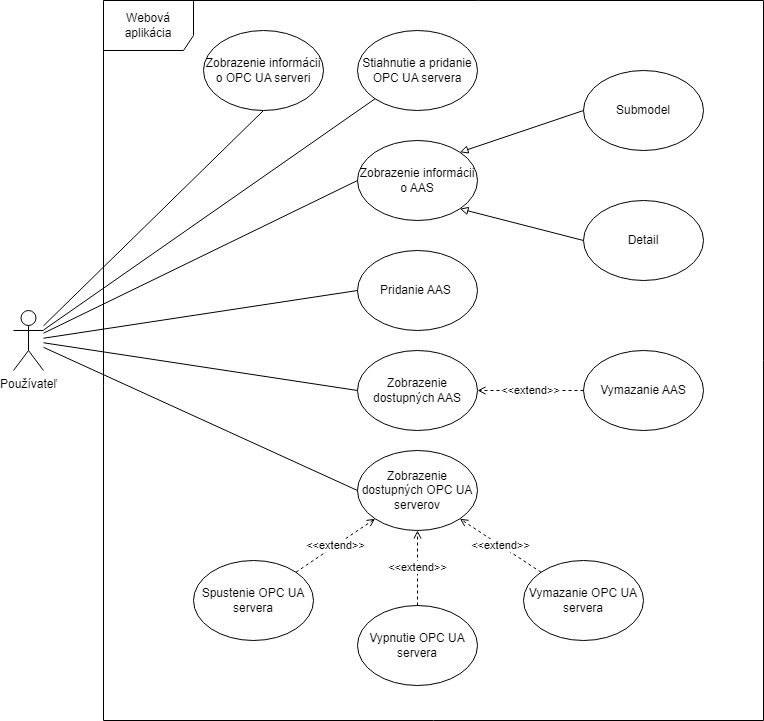 Webová
aplikácia
Zobrazenie informácií
o OPC UA serveri
Stiahnutie a pridanie
OPC UA servera
Submodel
Zobrazenie informácií
o AAS
Detail
Pridanie AAS
Používateľ
Zobrazenie
dostupných AAS
<<extend>>
Vymazanie AAS
Zobrazenie
dostupných OPC UA
serverov
<<extend>>
<<extend>>
<<extend>>
Spustenie OPC UA
servera
Vypnutie OPC UA
servera
Vymazanie OPC UA
servera